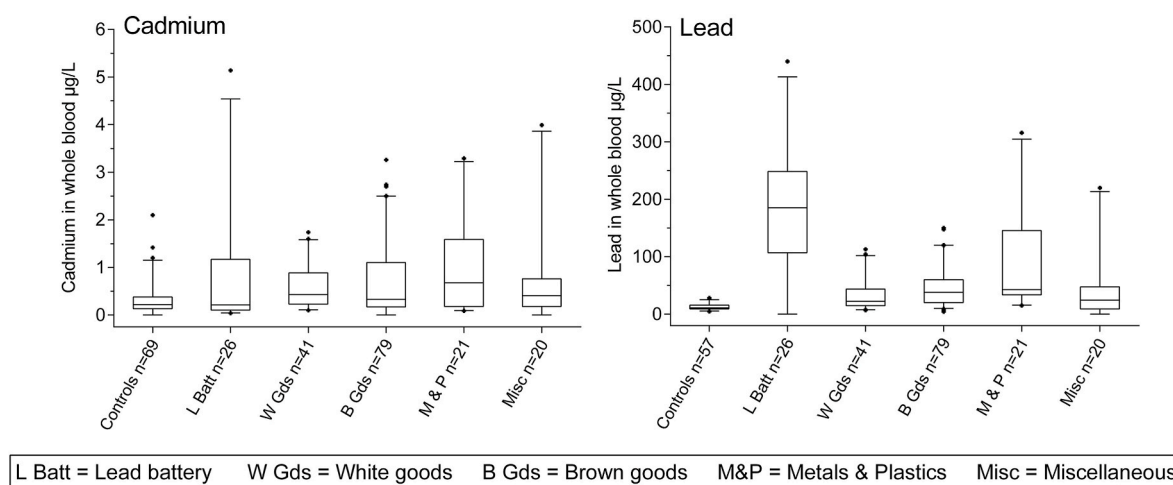 Cadmium
Cadmium in whole blood µg/L
6
5
4
3
2
1
0
Controls n=69
L Batt n=26
W Gds n=41
B Gds n=79
M & P n=21
Misc n=20
Lead
Lead in whole blood µg/L
500
400
300
200
100
0
Controls n=57
L Batt n=26
W Gds n=41
B Gds n=79
M & P n=21
Misc n=20
L Batt = Lead battery W Gds = White goods B Gds = Brown goods M&P = Metals & Plastics Misc = Miscellaneous